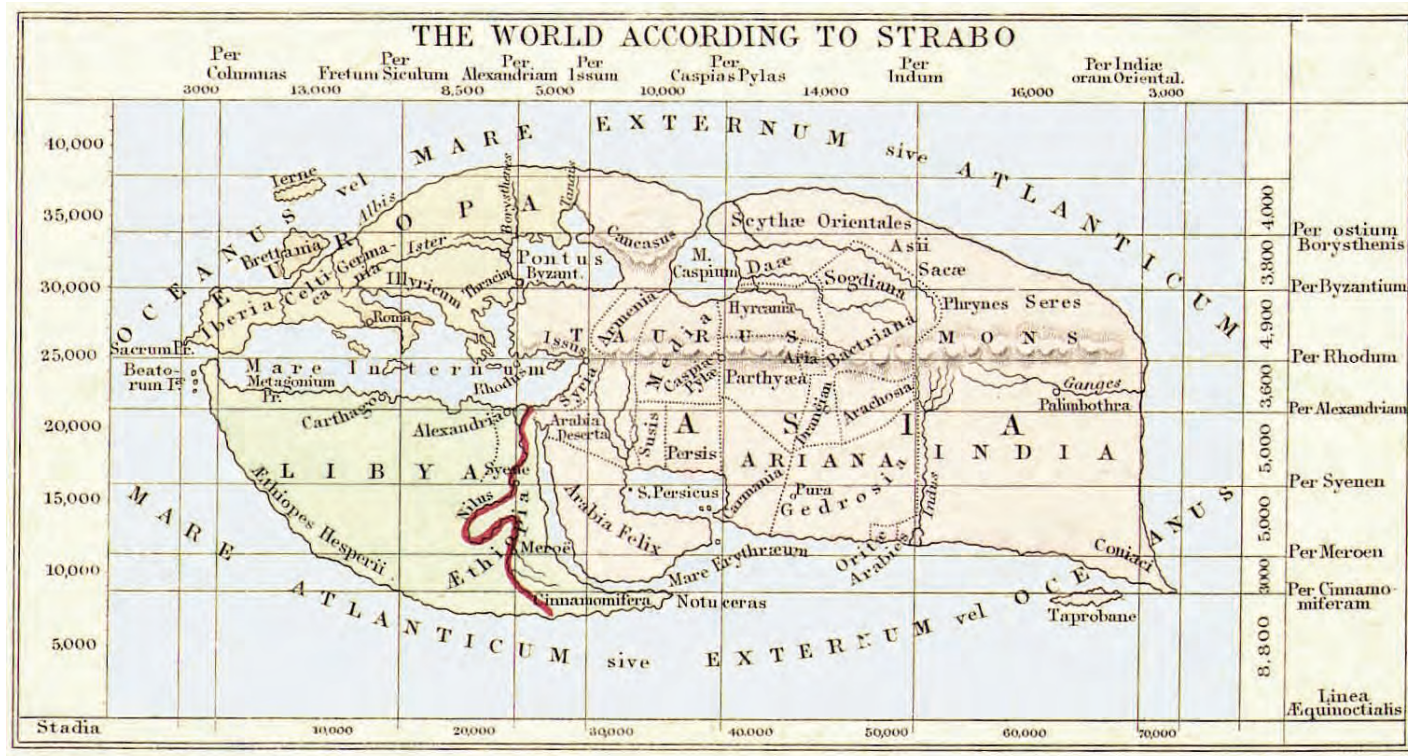 THE WORLD ACCORDING TO STRABO
Per Columnas
Per Fretum Siculum
Per Alexandriam
Per Issum
Per Caspias Pylas
Per Indum
Per Indiæ oram Oriental.
3000
13,000
8,500
5,000
10,000
14,000
16,000
3,000
MARE EXTERNUM sive ATLANTICUM
OCEANUS vel
40,000
35,000
30,000
25,000
20,000
15,000
10,000
5,000
Stadia
Ierne
Albis
EUROPA
Borysthenes
Tanais
Brettania
Germania
Ister
Celtica
Iberia
Illyricum
Thracia
Pontus
Byzant.
Caucasus
M. Caspium
Scythæ Orientales
Asii
Sacæ
Daæ
Sogdiana
Phrynes Seres
Roma
Armenia
Hyrcania
Bactriana
TAURUS MONS
Sacrum Pr.
Beatorum Iæ
Mare Internum
Issus
Rhodus
Media
Caspiæ Pylæ
Aria
Parthyæa
Ganges
Palimbothra
Metagonium Pr.
Carthago
Alexandria
Syria
Arabia Deserta
Susis
Persis
ASIA
Drangian
Arachosia
ARIANA
INDIA
LIBYA
Syene
Nilus
Æthiopia
Meroë
Arabia Felix
S. Persicus
Carmania
Pura
Gedrosia
Indus
Æthiopes Hesperii
Cinnamomifera
Notuceras
Mare Erythræum
Oritæ
Arabies
Coniaci
Taprobane
MARE ATLANTICUM sive EXTERNUM vel OCEANUS
4,000
3,800
4,900
3,600
5,000
5,000
3000
8,800
Per ostium Borysthenis
Per Byzantium
Per Rhodum
Per Alexandriam
Per Syenen
Per Meroen
Per Cinnamomiferam
Linea Æquinoctialis
10,000
20,000
30,000
40,000
50,000
60,000
70,000